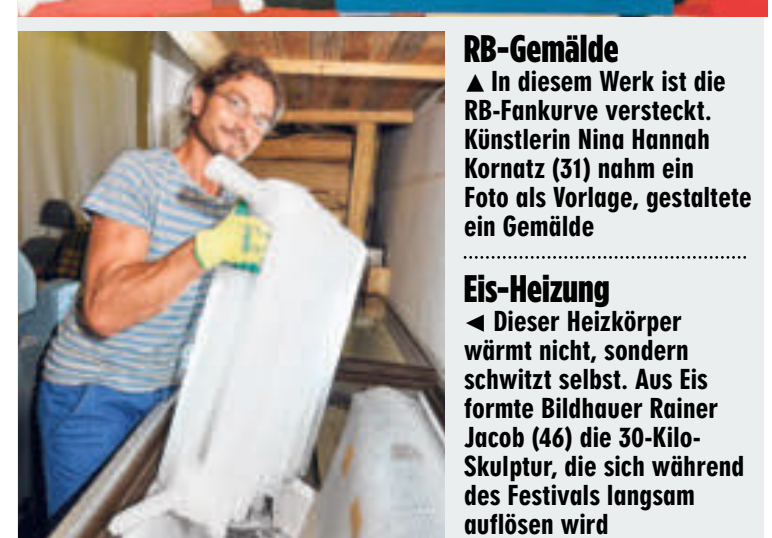 RB-Gemälde
▲ In diesem Werk ist die
RB-Fankurve versteckt.
Künstlerin Nina Hannah
Kornatz (31) nahm ein
Foto als Vorlage, gestaltete
ein Gemälde
Eis-Heizung
◄ Dieser Heizkörper
wärmt nicht, sondern
schwitzt selbst. Aus Eis
formte Bildhauer Rainer
Jacob (46) die 30-Kilo-
Skulptur, die sich während
des Festivals langsam
auflösen wird